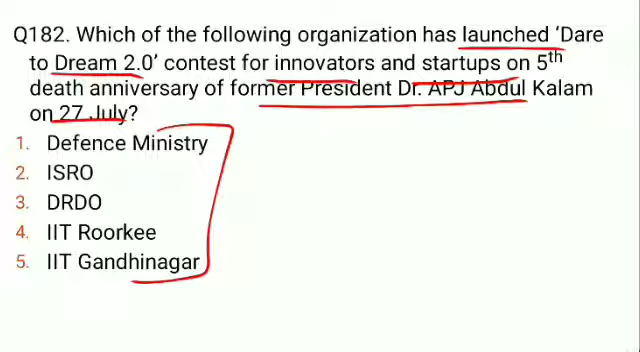 Q182. Which of the following organization has launched ‘Dare
to Dream 2.0’ contest for innovators and startups on 5th
death anniversary of former President Dr. APJ Abdul Kalam
on 27 July?
1. Defence Ministry
2. ISRO
3. DRDO
4. IIT Roorkee
5. IIT Gandhinagar